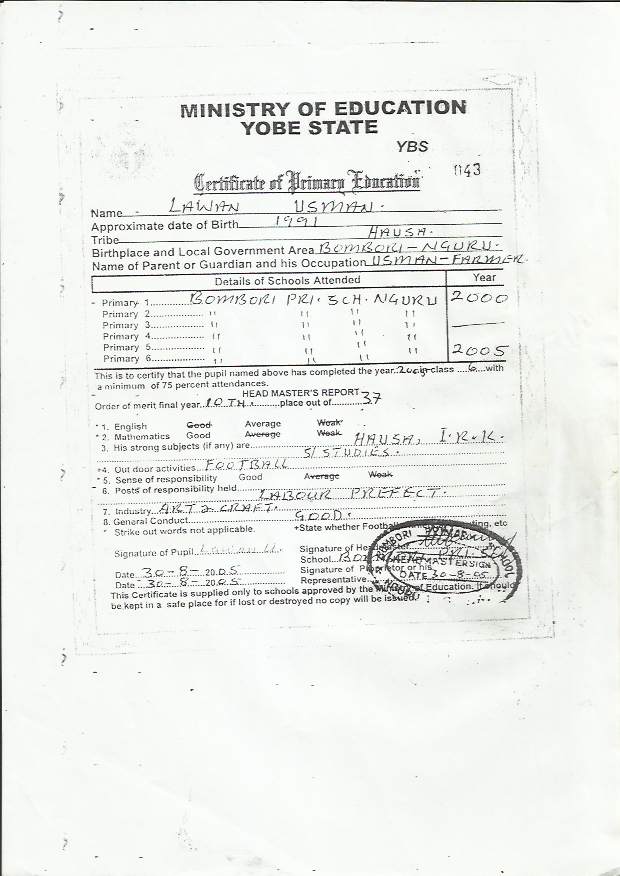 MINISTRY OF EDUCATION
YOBE STATE
YBS
043
Certificate of Primary Education
Name LAWAN USMAN.
Approximate date of Birth 1991
Tribe HAUSA.
Birthplace and Local Government Area BOMBORI-NGURU.
Name of Parent or Guardian and his Occupation USMAN-FARMER.
Details of Schools Attended Year
Primary 1 BOMBORI PRI. SCH. NGURU 2000
Primary 2 " " " "
Primary 3 " " " "
Primary 4 " " " "
Primary 5 " " " " 2005
Primary 6 " " " "
This is to certify that the pupil named above has completed the year 2005 class 6 with
a minimum of 75 percent attendances.
HEAD MASTER'S REPORT
Order of merit final year 10TH place out of 37
* 1. English Good Average Weak
* 2. Mathematics Good Average Weak
3. His strong subjects (if any) are HAUSA, I.R.K.
S/STUDIES.
+4. Out door activities FOOTBALL
* 5. Sense of responsibility Good Average Weak
6. Posts of responsibility held LABOUR PREFECT.
7. Industry ART & CRAFT.
8. General Conduct GOOD.
* Strike out words not applicable. +State whether Football etc
Signature of Pupil Lawan U. Signature of Headmaster
School
Date 30-8-2005 Signature of Proprietor or his
Date 30-8-2005 Representative
This Certificate is supplied only to schools approved by the Ministry of Education. It should
be kept in a safe place for if lost or destroyed no copy will be issued.
BOMBORI PRIMARY SCHOOL
HEADMASTER SIGN
DATE 30-8-05
NGURU